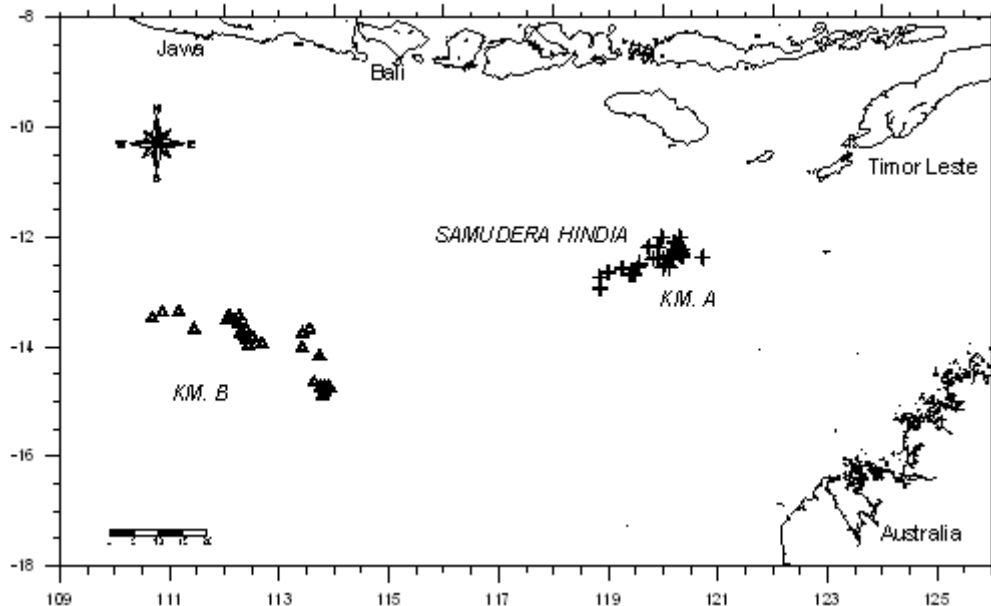 -8
Jawa
Bali
N
W E
S
-10
Timor Leste
-12
SAMUDERA HINDIA
KM. A
-14
KM. B
-16
Australia
-18
109 111 113 115 117 119 121 123 125